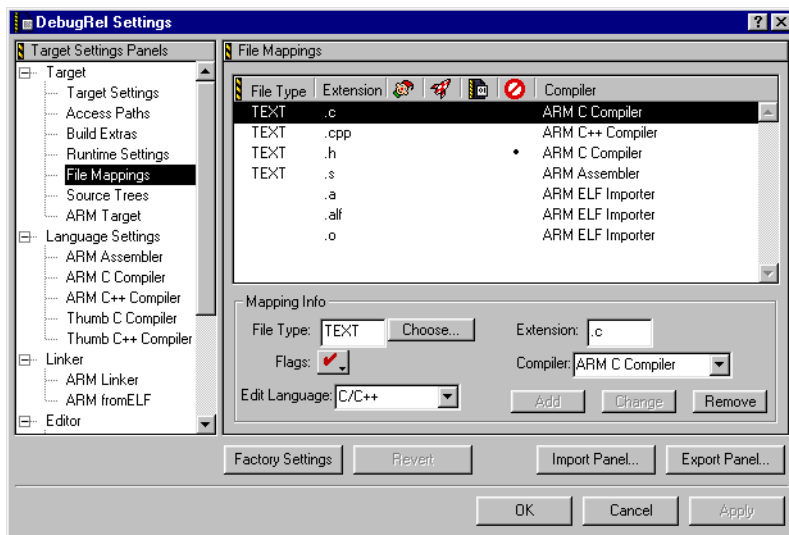 DebugRel Settings
Target Settings Panels
Target
Target Settings
Access Paths
Build Extras
Runtime Settings
File Mappings
Source Trees
ARM Target
Language Settings
ARM Assembler
ARM C Compiler
ARM C++ Compiler
Thumb C Compiler
Thumb C++ Compiler
Linker
ARM Linker
ARM fromELF
Editor
File Mappings
File Type Extension Compiler
TEXT .c ARM C Compiler
TEXT .cpp ARM C++ Compiler
TEXT .h • ARM C Compiler
TEXT .s ARM Assembler
.a ARM ELF Importer
.alf ARM ELF Importer
.o ARM ELF Importer
Mapping Info
File Type: TEXT Choose... Extension: .c
Flags: Compiler: ARM C Compiler
Edit Language: C/C++ Add Change Remove
Factory Settings Revert Import Panel... Export Panel...
OK Cancel Apply